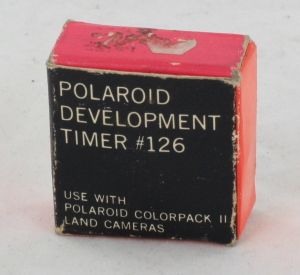 POLAROID
DEVELOPMENT
TIMER #126
USE WITH
POLAROID COLORPACK II
LAND CAMERAS